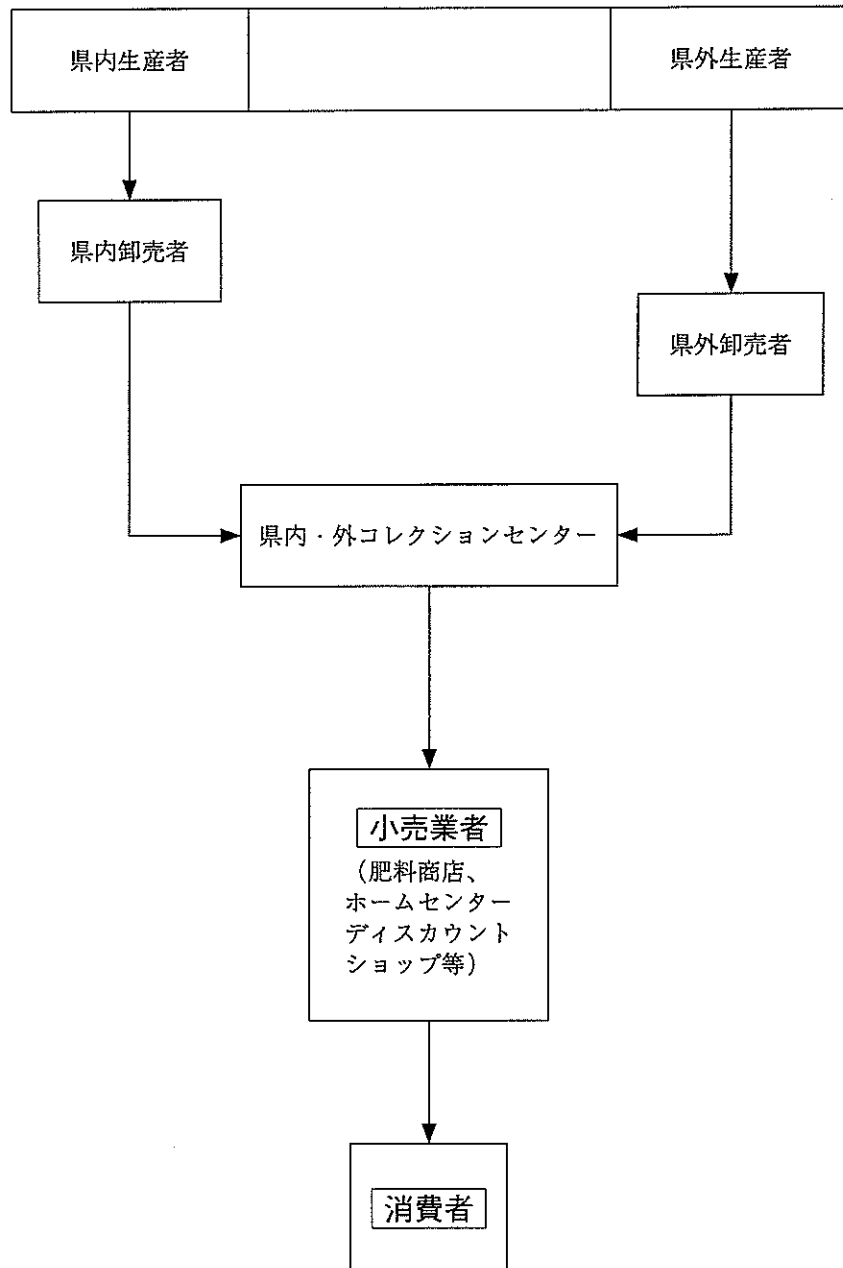 県内生産者
県外生産者
県内卸売者
県外卸売者
県内・外コレクションセンター
小売業者
（肥料商店、
ホームセンター
ディスカウント
ショップ等）
消費者